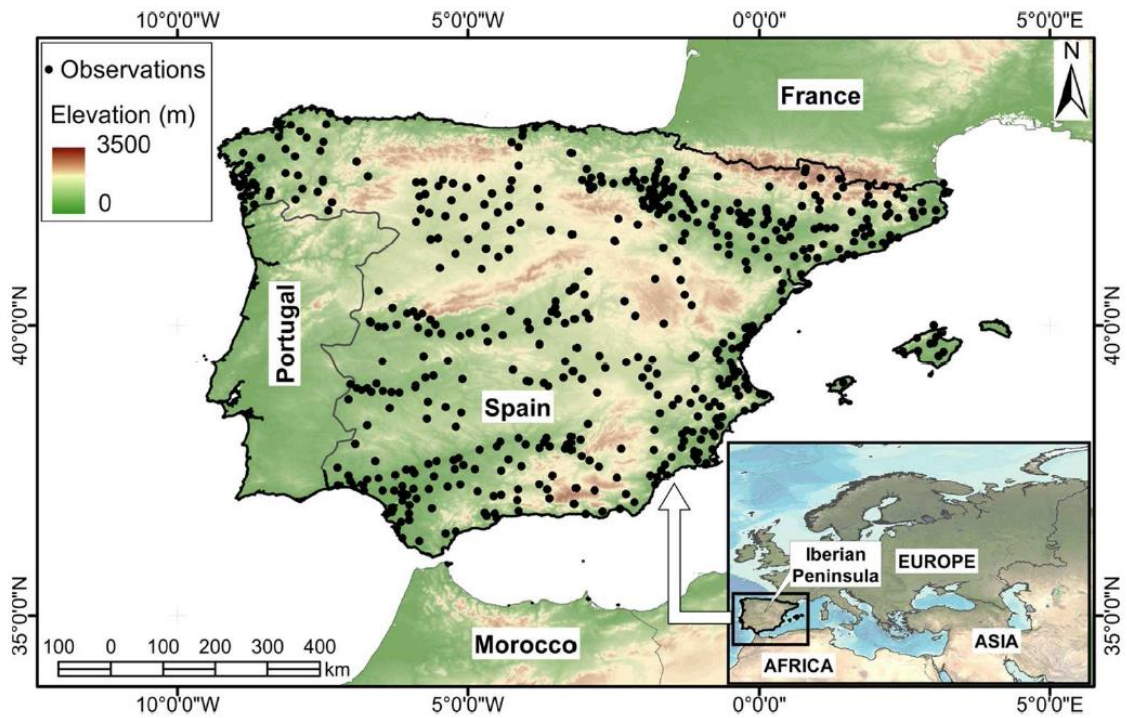 10°0'0"W 5°0'0"W 0°0'0" 5°0'0"E
Observations
Elevation (m)
3500
0
N
France
40°0'0"N
40°0'0"N
Portugal
Spain
Iberian
Peninsula
EUROPE
ASIA
AFRICA
35°0'0"N
35°0'0"N
Morocco
100 0 100 200 300 400
km
10°0'0"W 5°0'0"W 0°0'0" 5°0'0"E